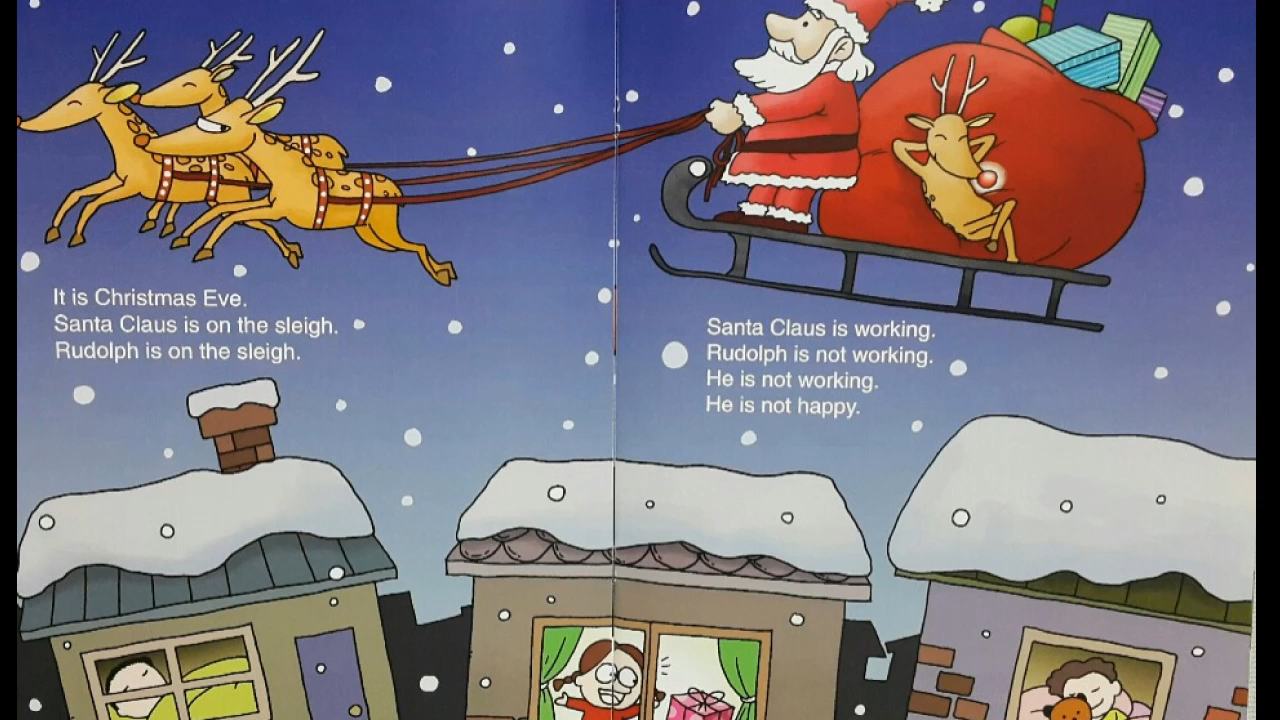 It is Christmas Eve.
Santa Claus is on the sleigh.
Rudolph is on the sleigh.
Santa Claus is working.
Rudolph is not working.
He is not working.
He is not happy.